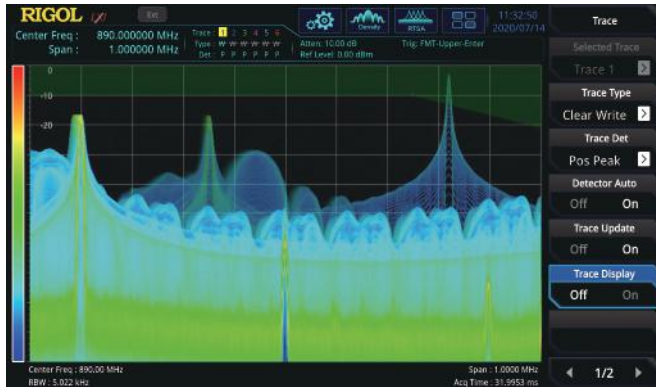 RIGOL Ext 11:32:50
Center Freq : 890.000000 MHz Trace : 1 2 3 4 5 6 Density RTSA 2020/07/14
Span : 1.000000 MHz Type : W W W W W W Atten: 10.00 dB Trig: FMT-Upper-Enter
Det : P P P P P P Ref Level: 0.00 dBm
0
-10
-20
Center Freq : 890.00 MHz Span : 1.0000 MHz
RBW : 5.022 kHz Acq Time : 31.9953 ms
Trace
Selected Trace
Trace 1
Trace Type
Clear Write
Trace Det
Pos Peak
Detector Auto
Off On
Trace Update
Off On
Trace Display
Off On
1/2